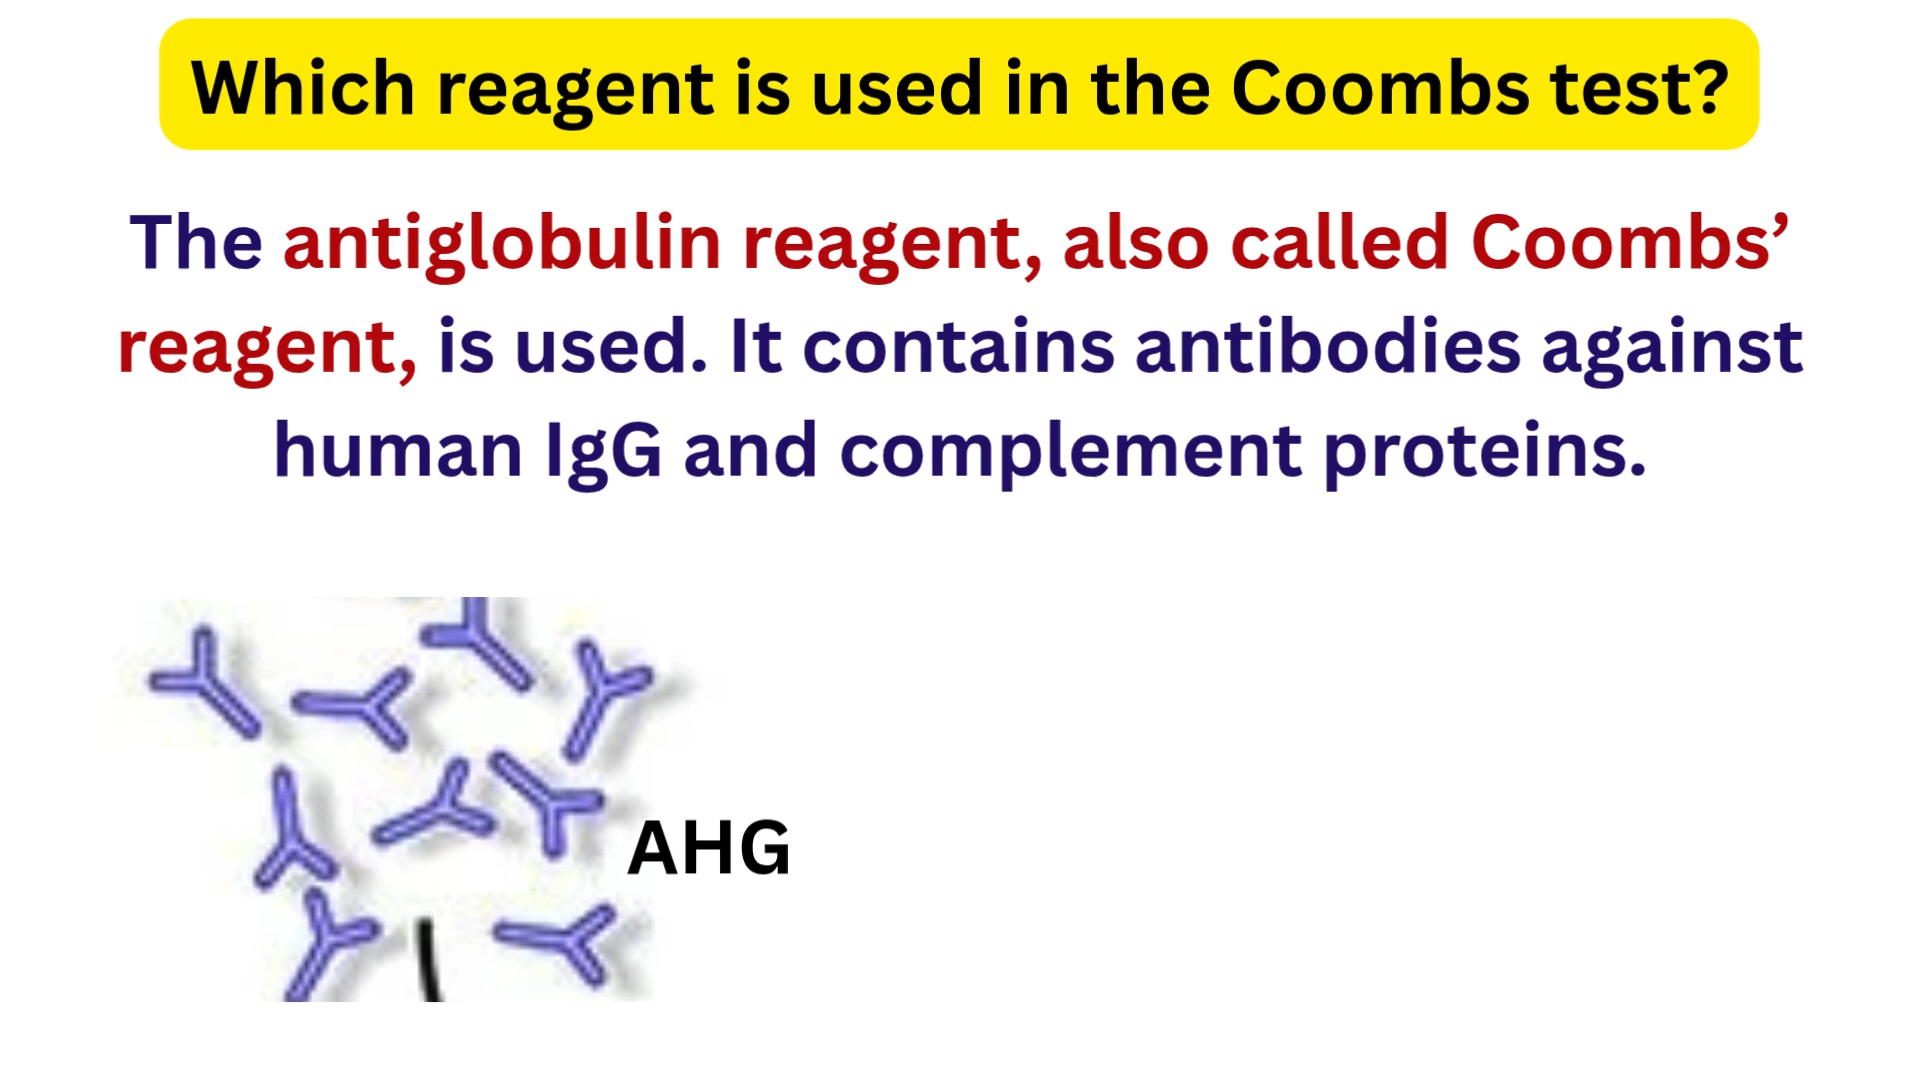 Which reagent is used in the Coombs test?
The antiglobulin reagent, also called Coombs’
reagent, is used. It contains antibodies against
human IgG and complement proteins.
AHG